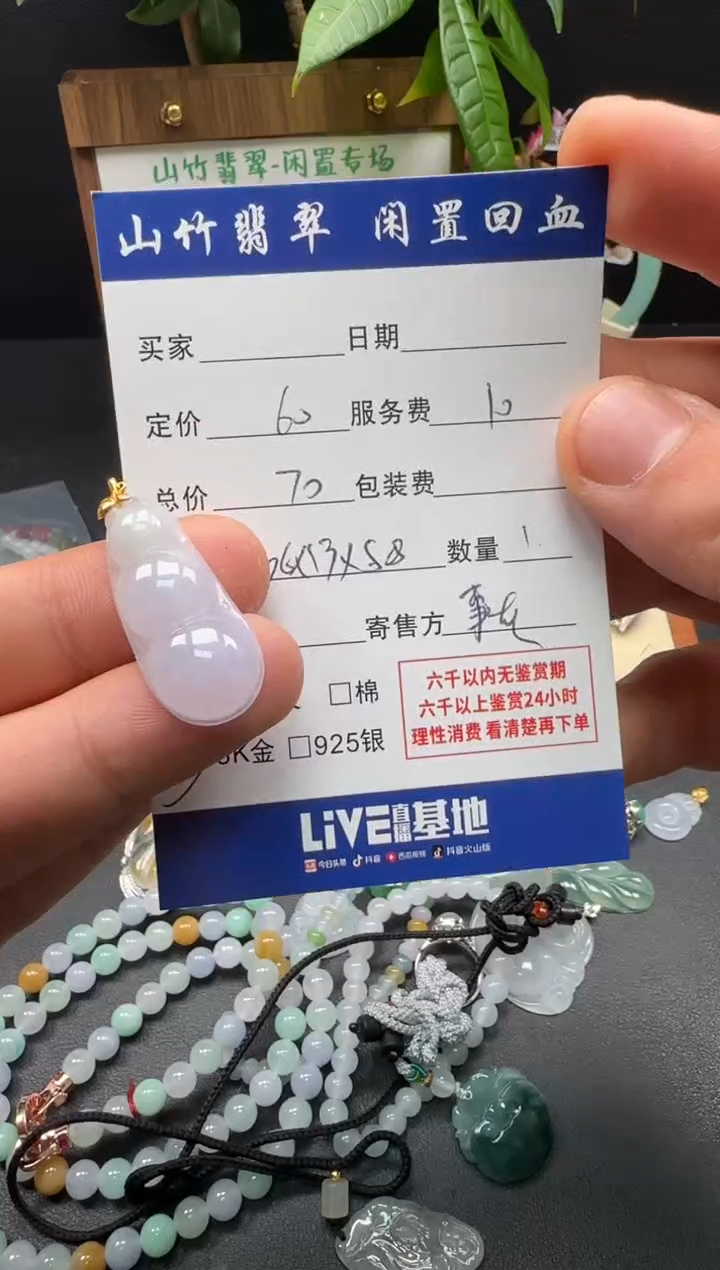 山竹翡翠-闲置专场
山竹翡翠 闲置回血
买家 日期
定价 60 服务费 10
总价 70 包装费
数量 1
寄售方
□棉
K金 □925银
六千以内无鉴赏期
六千以上鉴赏24小时
理性消费 看清楚再下单
LiVE直播基地
今日头条 抖音 西瓜视频 抖音火山版